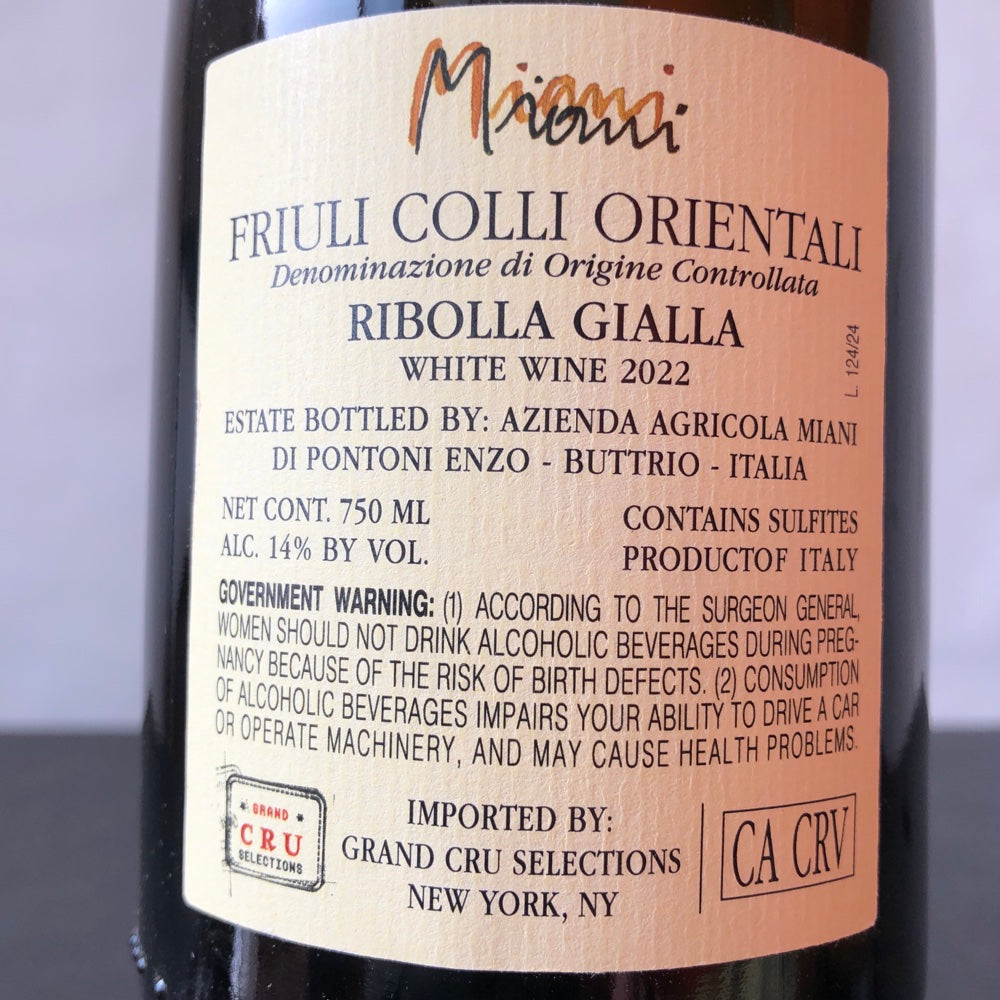 Miani
FRIULI COLLI ORIENTALI
Denominazione di Origine Controllata
RIBOLLA GIALLA
WHITE WINE 2022
L. 124/24
ESTATE BOTTLED BY: AZIENDA AGRICOLA MIANI
DI PONTONI ENZO - BUTTRIO - ITALIA
NET CONT. 750 ML
ALC. 14% BY VOL.
CONTAINS SULFITES
PRODUCTOF ITALY
GOVERNMENT WARNING: (1) ACCORDING TO THE SURGEON GENERAL,
WOMEN SHOULD NOT DRINK ALCOHOLIC BEVERAGES DURING PREG-
NANCY BECAUSE OF THE RISK OF BIRTH DEFECTS. (2) CONSUMPTION
OF ALCOHOLIC BEVERAGES IMPAIRS YOUR ABILITY TO DRIVE A CAR
OR OPERATE MACHINERY, AND MAY CAUSE HEALTH PROBLEMS.
GRAND
CRU
SELECTIONS
IMPORTED BY:
GRAND CRU SELECTIONS
NEW YORK, NY
CA CRV